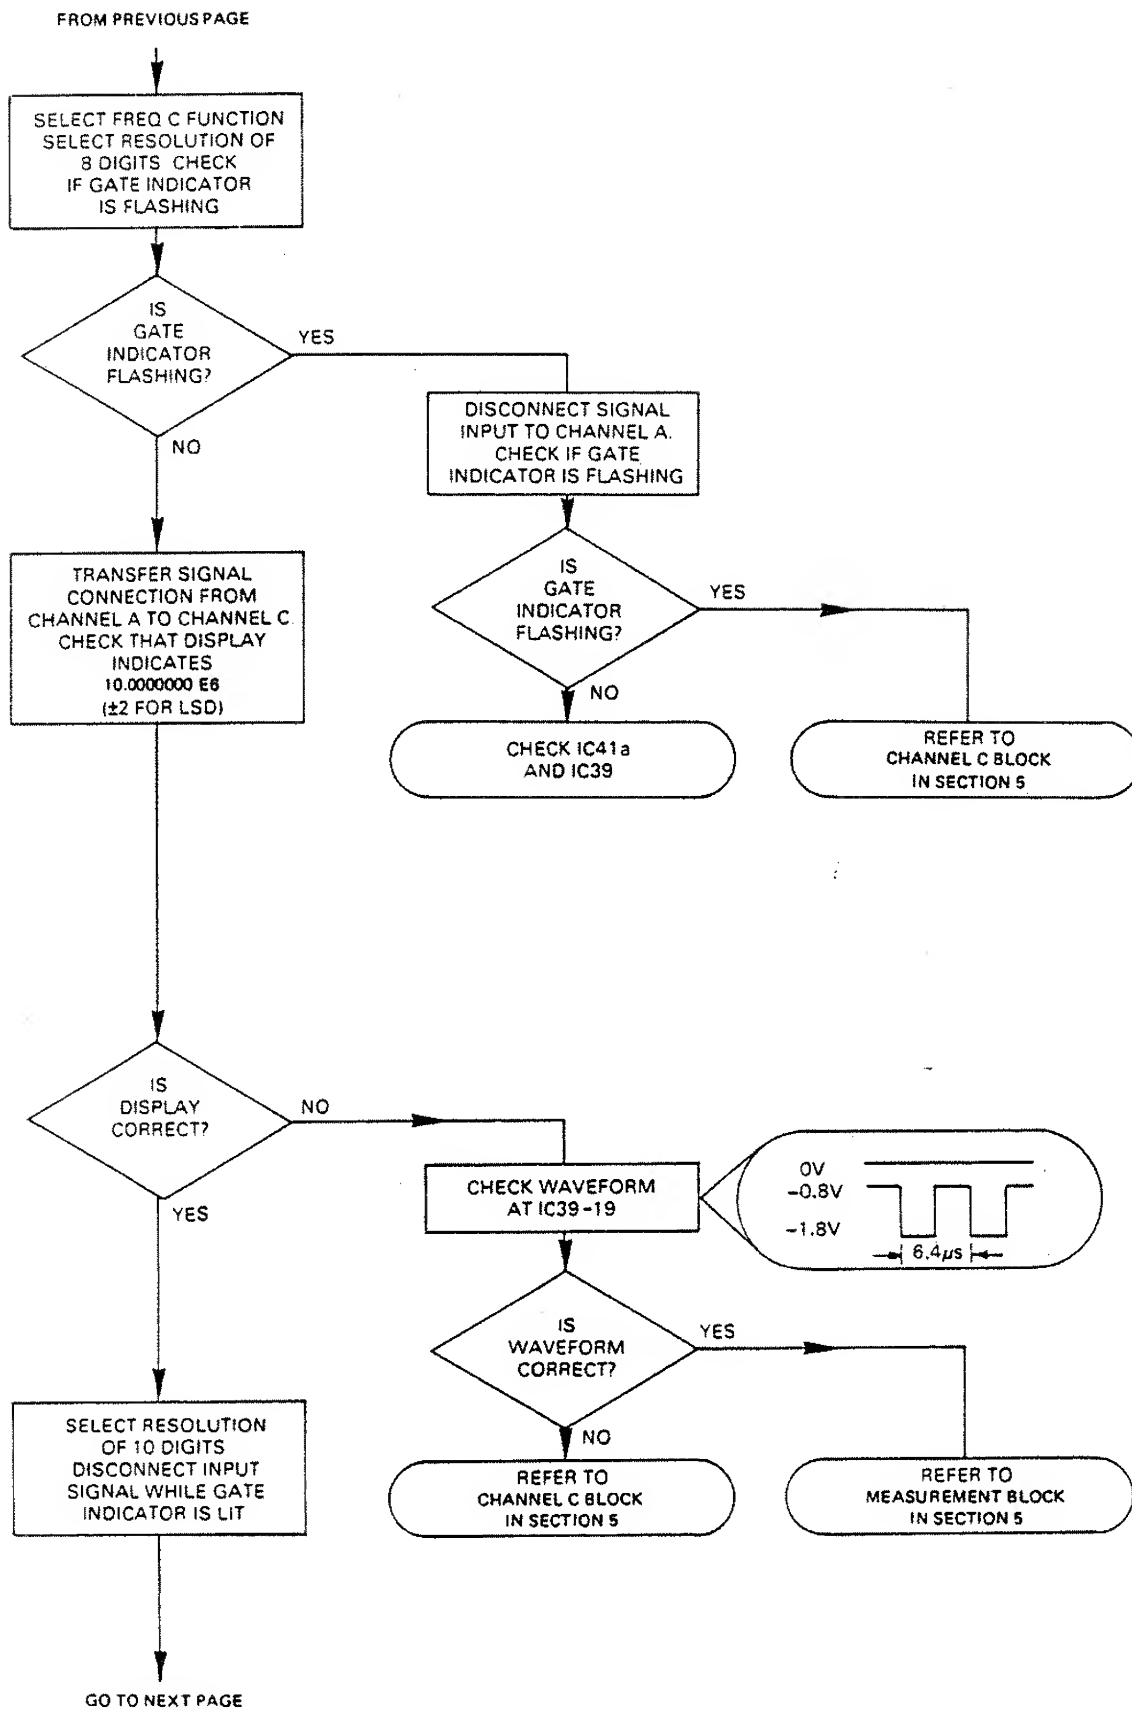 FROM PREVIOUS PAGE
SELECT FREQ C FUNCTION
SELECT RESOLUTION OF
8 DIGITS CHECK
IF GATE INDICATOR
IS FLASHING
IS
GATE
INDICATOR
FLASHING?
YES
NO
DISCONNECT SIGNAL
INPUT TO CHANNEL A.
CHECK IF GATE
INDICATOR IS FLASHING
TRANSFER SIGNAL
CONNECTION FROM
CHANNEL A TO CHANNEL C.
CHECK THAT DISPLAY
INDICATES
10.0000000 E6
(±2 FOR LSD)
IS
GATE
INDICATOR
FLASHING?
YES
NO
CHECK IC41a
AND IC39
REFER TO
CHANNEL C BLOCK
IN SECTION 5
IS
DISPLAY
CORRECT?
NO
YES
CHECK WAVEFORM
AT IC39-19
0V
-0.8V
-1.8V
6.4µs
IS
WAVEFORM
CORRECT?
YES
NO
SELECT RESOLUTION
OF 10 DIGITS
DISCONNECT INPUT
SIGNAL WHILE GATE
INDICATOR IS LIT
REFER TO
CHANNEL C BLOCK
IN SECTION 5
REFER TO
MEASUREMENT BLOCK
IN SECTION 5
GO TO NEXT PAGE